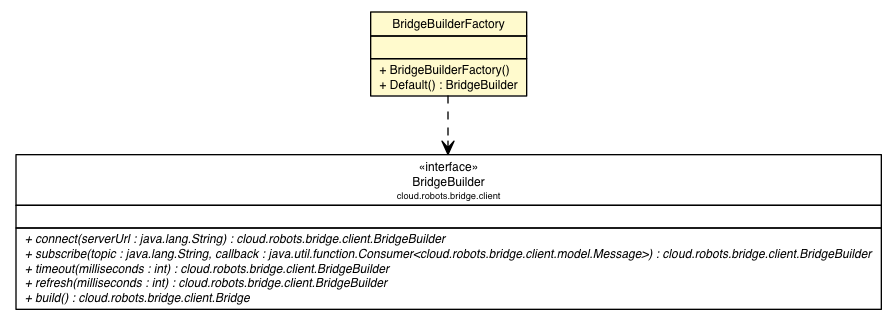 BridgeBuilderFactory
+ BridgeBuilderFactory()
+ Default() : BridgeBuilder
«interface»
BridgeBuilder
cloud.robots.bridge.client
+ connect(serverUrl : java.lang.String) : cloud.robots.bridge.client.BridgeBuilder
+ subscribe(topic : java.lang.String, callback : java.util.function.Consumer<cloud.robots.bridge.client.model.Message>) : cloud.robots.bridge.client.BridgeBuilder
+ timeout(milliseconds : int) : cloud.robots.bridge.client.BridgeBuilder
+ refresh(milliseconds : int) : cloud.robots.bridge.client.BridgeBuilder
+ build() : cloud.robots.bridge.client.Bridge